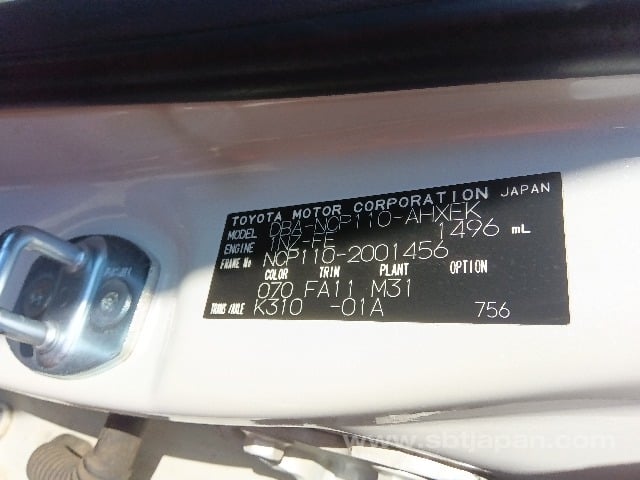 TOYOTA MOTOR CORPORATION JAPAN
MODEL DBA-NCP110-AHXEK
ENGINE 1NZ-FE 1496 mL
FRAME No NCP110-2001456
COLOR TRIM PLANT OPTION
070 FA11 M31
TRANS/AXLE K310 -01A 756
www.sbtjapan.com